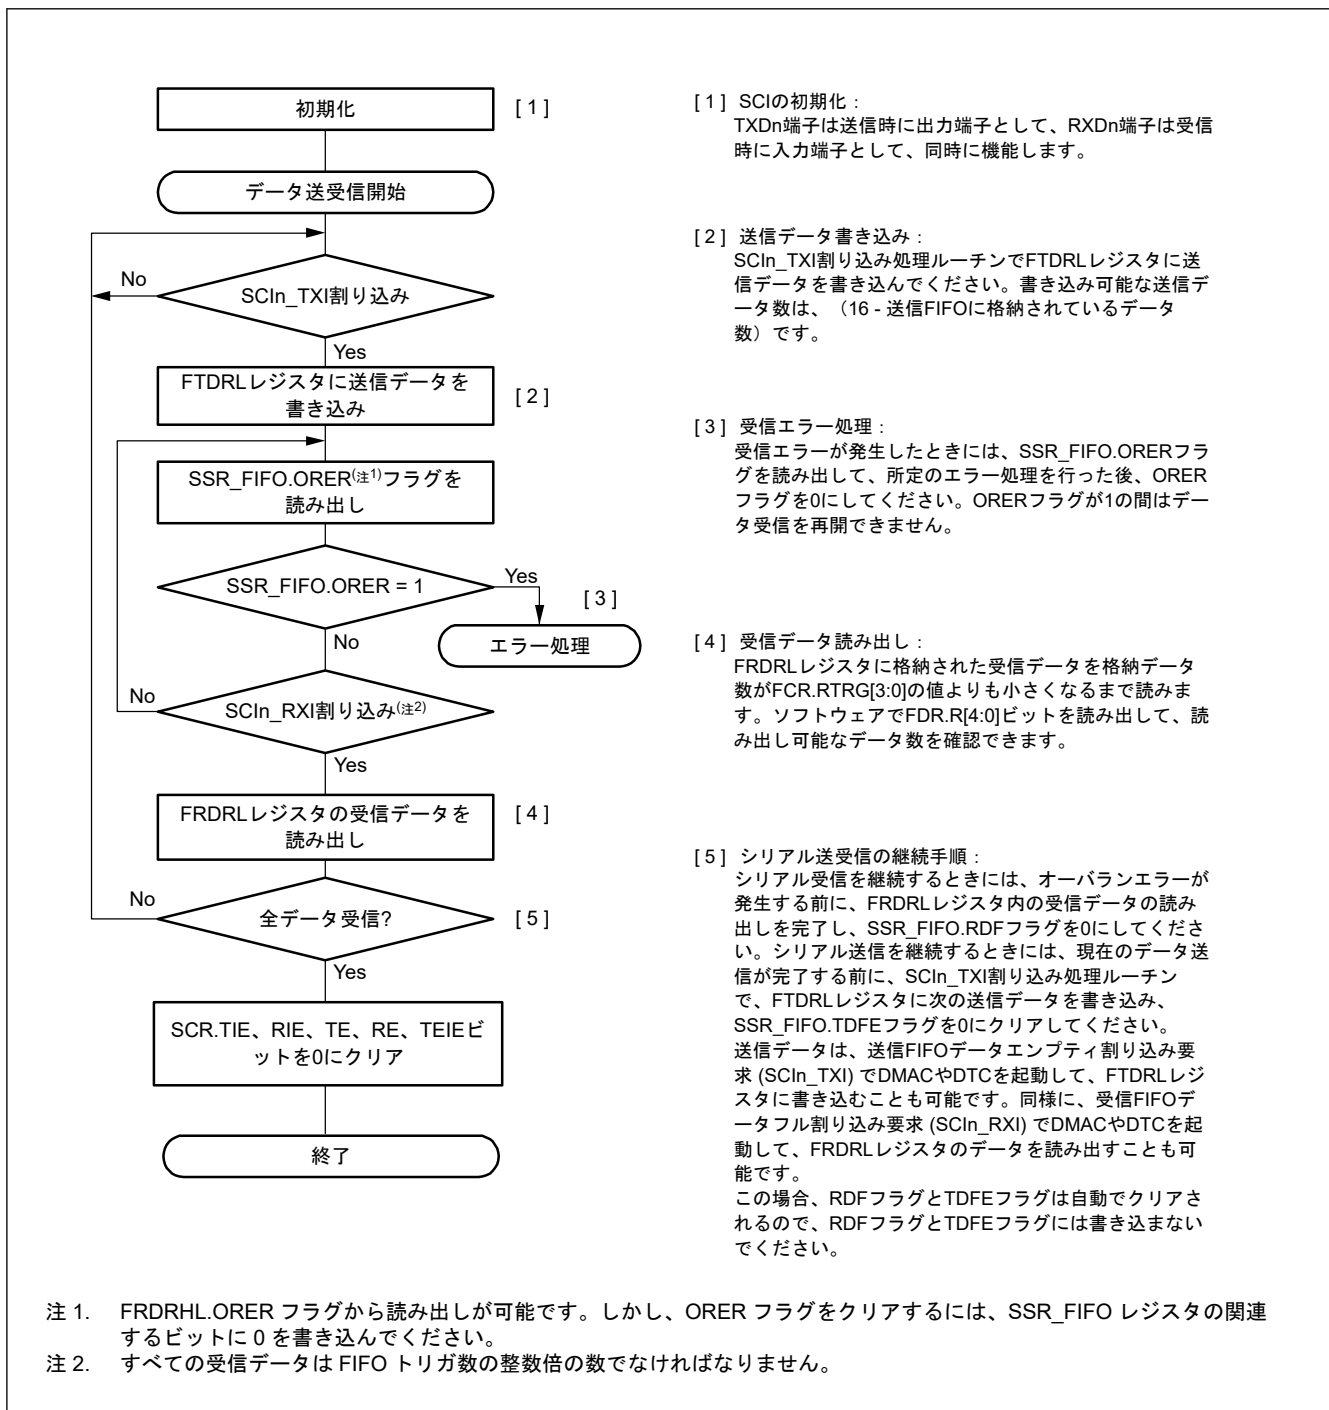 初期化
[ 1 ]
データ送受信開始
No
SCIn_TXI割り込み
Yes
FTDRLレジスタに送信データを
書き込み
[ 2 ]
SSR_FIFO.ORER(注1)フラグを
読み出し
SSR_FIFO.ORER = 1
Yes
[ 3 ]
エラー処理
No
No
SCIn_RXI割り込み(注2)
Yes
FRDRLレジスタの受信データを
読み出し
[ 4 ]
No
全データ受信?
[ 5 ]
Yes
SCR.TIE、RIE、TE、RE、TEIEビ
ットを0にクリア
終了
[ 1 ] SCIの初期化：
TXDn端子は送信時に出力端子として、RXDn端子は受信
時に入力端子として、同時に機能します。
[ 2 ] 送信データ書き込み：
SCIn_TXI割り込み処理ルーチンでFTDRLレジスタに送
信データを書き込んでください。書き込み可能な送信デ
ータ数は、（16 - 送信FIFOに格納されているデータ
数）です。
[ 3 ] 受信エラー処理：
受信エラーが発生したときには、SSR_FIFO.ORERフラ
グを読み出して、所定のエラー処理を行った後、ORER
フラグを0にしてください。ORERフラグが1の間はデー
タ受信を再開できません。
[ 4 ] 受信データ読み出し：
FRDRLレジスタに格納された受信データを格納データ
数がFCR.RTRG[3:0]の値よりも小さくなるまで読みま
す。ソフトウェアでFDR.R[4:0]ビットを読み出して、読
み出し可能なデータ数を確認できます。
[ 5 ] シリアル送受信の継続手順：
シリアル受信を継続するときには、オーバランエラーが
発生する前に、FRDRLレジスタ内の受信データの読み
出しを完了し、SSR_FIFO.RDFフラグを0にしてくださ
い。シリアル送信を継続するときには、現在のデータ送
信が完了する前に、SCIn_TXI割り込み処理ルーチン
で、FTDRLレジスタに次の送信データを書き込み、
SSR_FIFO.TDFEフラグを0にクリアしてください。
送信データは、送信FIFOデータエンプティ割り込み要
求 (SCIn_TXI) でDMACやDTCを起動して、FTDRLレジ
スタに書き込むことも可能です。同様に、受信FIFOデ
ータフル割り込み要求 (SCIn_RXI) でDMACやDTCを起
動して、FRDRLレジスタのデータを読み出すことも可
能です。
この場合、RDFフラグとTDFEフラグは自動でクリアさ
れるので、RDFフラグとTDFEフラグには書き込まない
でください。
注 1. FRDRHL.ORER フラグから読み出しが可能です。しかし、ORER フラグをクリアするには、SSR_FIFO レジスタの関連
するビットに 0 を書き込んでください。
注 2. すべての受信データは FIFO トリガ数の整数倍の数でなければなりません。